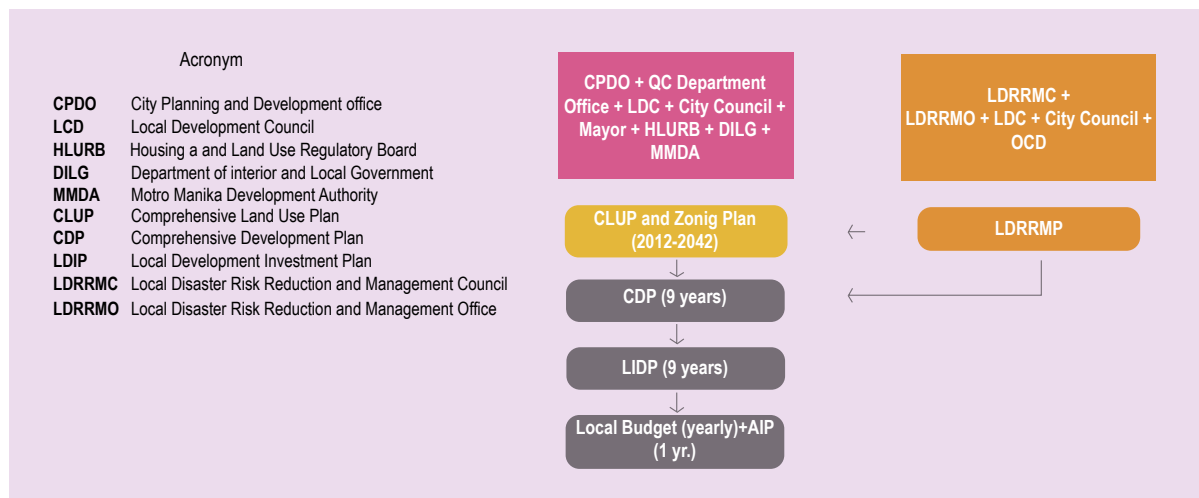 Acronym
CPDO City Planning and Development office
LCD Local Development Council
HLURB Housing a and Land Use Regulatory Board
DILG Department of interior and Local Government
MMDA Motro Manika Development Authority
CLUP Comprehensive Land Use Plan
CDP Comprehensive Development Plan
LDIP Local Development Investment Plan
LDRRMC Local Disaster Risk Reduction and Management Council
LDRRMO Local Disaster Risk Reduction and Management Office
CPDO + QC Department
Office + LDC + City Council +
Mayor + HLURB + DILG +
MMDA
CLUP and Zonig Plan
(2012-2042)
CDP (9 years)
LIDP (9 years)
Local Budget (yearly)+AIP
(1 yr.)
LDRRMC +
LDRRMO + LDC + City Council +
OCD
LDRRMP